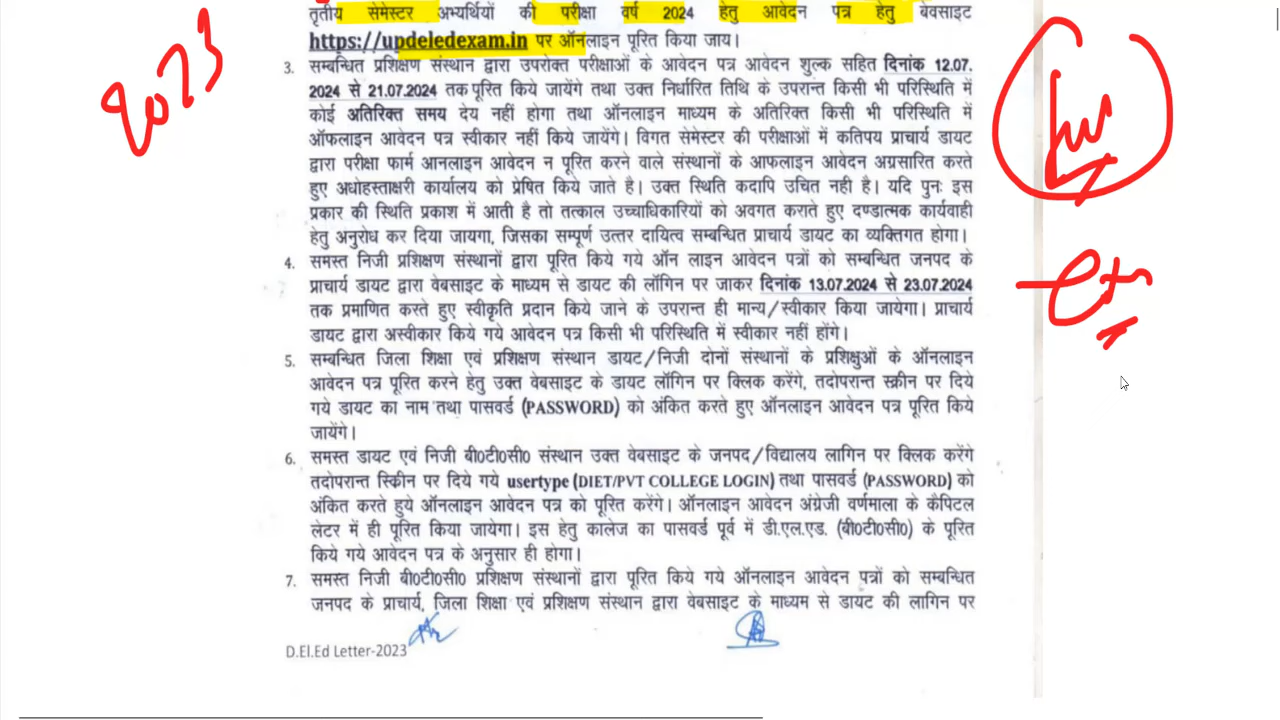 तृतीय सेमेस्टर अभ्यर्थियों की परीक्षा वर्ष 2024 हेतु आवेदन पत्र हेतु बेवसाइट
https://updeledexam.in पर ऑनलाइन पूरित किया जाय।
3. सम्बन्धित प्रशिक्षण संस्थान द्वारा उपरोक्त परीक्षाओं के आवेदन पत्र आवेदन शुल्क सहित दिनांक 12.07.
2024 से 21.07.2024 तक पूरित किये जायेंगे तथा उक्त निर्धारित तिथि के उपरान्त किसी भी परिस्थिति में
कोई अतिरिक्त समय देय नहीं होगा तथा ऑनलाइन माध्यम के अतिरिक्त किसी भी परिस्थिति में
ऑफलाइन आवेदन पत्र स्वीकार नहीं किये जाएंगे। विगत सेमेस्टर की परीक्षाओं में कतिपय प्राचार्य डायट
द्वारा परीक्षा फार्म आनलाइन आवेदन न पूरित करने वाले संस्थानों के आफलाइन आवेदन अग्रसारित करते
हुए अधोहस्ताक्षरी कार्यालय को प्रेषित किये जाते है। उक्त स्थिति कदापि उचित नही है। यदि पुनः इस
प्रकार की स्थिति प्रकाश में आती है तो तत्काल उच्चाधिकारियों को अवगत कराते हुए दण्डात्मक कार्यवाही
हेतु अनुरोध कर दिया जायगा, जिसका सम्पूर्ण उत्तर दायित्व सम्बन्धित प्राचार्य डायट का व्यक्तिगत होगा।
4. समस्त निजी प्रशिक्षण संस्थानों द्वारा पूरित किये गये ऑन लाइन आवेदन पत्रों को सम्बन्धित जनपद के
प्राचार्य डायट द्वारा वेबसाइट के माध्यम से डायट की लॉगिन पर जाकर दिनांक 13.07.2024 से 23.07.2024
तक प्रमाणित करते हुए स्वीकृति प्रदान किये जाने के उपरान्त ही मान्य/स्वीकार किया जायेगा। प्राचार्य
डायट द्वारा अस्वीकार किये गये आवेदन पत्र किसी भी परिस्थिति में स्वीकार नहीं होंगे।
5. सम्बन्धित जिला शिक्षा एवं प्रशिक्षण संस्थान डायट/निजी दोनों संस्थानों के प्रशिक्षुओं के ऑनलाइन
आवेदन पत्र पूरित करने हेतु उक्त वेबसाइट के डायट लॉगिन पर क्लिक करेंगे, तदोपरान्त स्क्रीन पर दिये
गये डायट का नाम तथा पासवर्ड (PASSWORD) को अंकित करते हुए ऑनलाइन आवेदन पत्र पूरित किये
जायेंगे।
6. समस्त डायट एवं निजी बी0टी0सी0 संस्थान उक्त वेबसाइट के जनपद/विद्यालय लागिन पर क्लिक करेंगे
तदोपरान्त स्क्रिीन पर दिये गये usertype (DIET/PVT COLLEGE LOGIN) तथा पासवर्ड (PASSWORD) को
अंकित करते हुये ऑनलाइन आवेदन पत्र को पूरित करेंगे। ऑनलाइन आवेदन अंग्रेजी वर्णमाला के कैपिटल
लेटर में ही पूरित किया जायेगा। इस हेतु कालेज का पासवर्ड पूर्व में डी.एल.एड. (बी0टी0सी0) के पूरित
किये गये आवेदन पत्र के अनुसार ही होगा।
7. समस्त निजी बी0टी0सी0 प्रशिक्षण संस्थानों द्वारा पूरित किये गये ऑनलाइन आवेदन पत्रों को सम्बन्धित
जनपद के प्राचार्य, जिला शिक्षा एवं प्रशिक्षण संस्थान द्वारा वेबसाइट के माध्यम से डायट की लागिन पर
D.El.Ed Letter-2023
2023